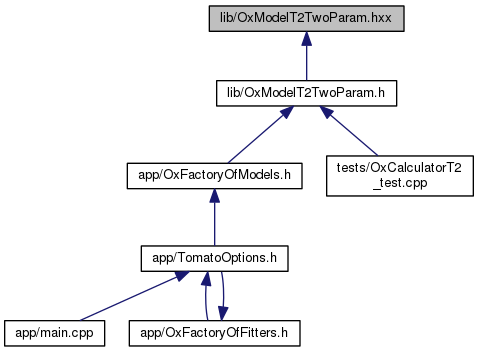 lib/OxModelT2TwoParam.hxx
lib/OxModelT2TwoParam.h
app/OxFactoryOfModels.h
tests/OxCalculatorT2
_test.cpp
app/TomatoOptions.h
app/main.cpp
app/OxFactoryOfFitters.h